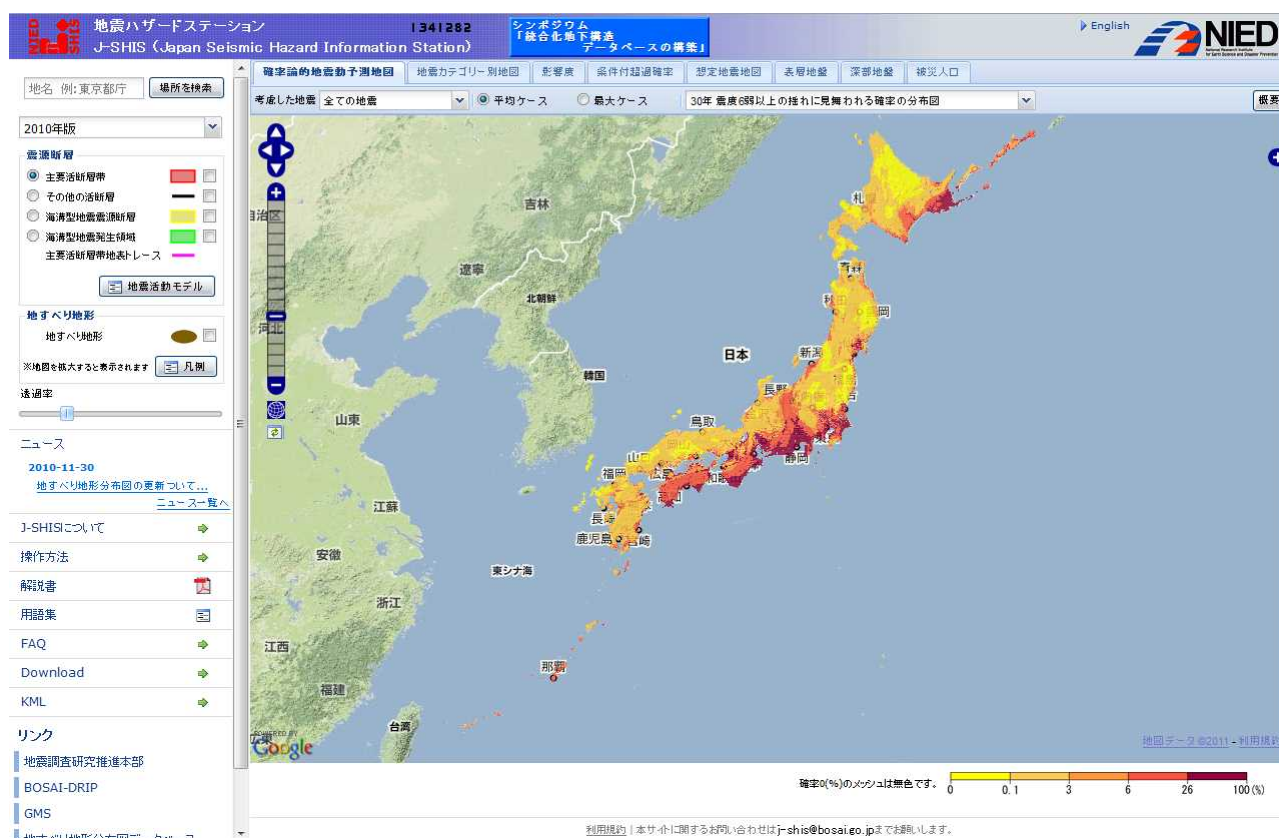 地震ハザードステーション
J-SHIS (Japan Seismic Hazard Information Station)
1341282
シンポジウム
「統合化地下構造
データベースの構築」
English
NIED
地名 例:東京都庁
場所を検索
2010年版
震源断層
主要活断層帯
その他の活断層
海溝型地震震源断層
海溝型地震発生領域
主要活断層帯地表トレース
地震活動モデル
地すべり地形
地すべり地形
※地図を拡大すると表示されます
凡例
透過率
ニュース
2010-11-30
地すべり地形分布図の更新ついて...
ニュース一覧へ
J-SHISについて
操作方法
解説書
用語集
FAQ
Download
KML
リンク
地震調査研究推進本部
BOSAI-DRIP
GMS
確率論的地震動予測地図
地震カテゴリー別地図
影響度
条件付超過確率
想定地震地図
表層地盤
深部地盤
被災人口
考慮した地震
全ての地震
平均ケース
最大ケース
30年 震度6弱以上の揺れに見舞われる確率の分布図
概要
吉林
遼寧
北朝鮮
河北
山東
韓国
日本
江蘇
安徽
浙江
江西
福建
台湾
東シナ海
札
青森
秋田
新潟
長野
鳥取
静岡
福岡
広島
高知
長崎
鹿児島
宮崎
那覇
POWERED BY
Google
地図データ ©2011 - 利用規約
確率0(%)のメッシュは無色です。
0 0.1 3 6 26 100 (%)
利用規約 | 本サイトに関するお問い合わせはj-shis@bosai.go.jpまでお願いします。